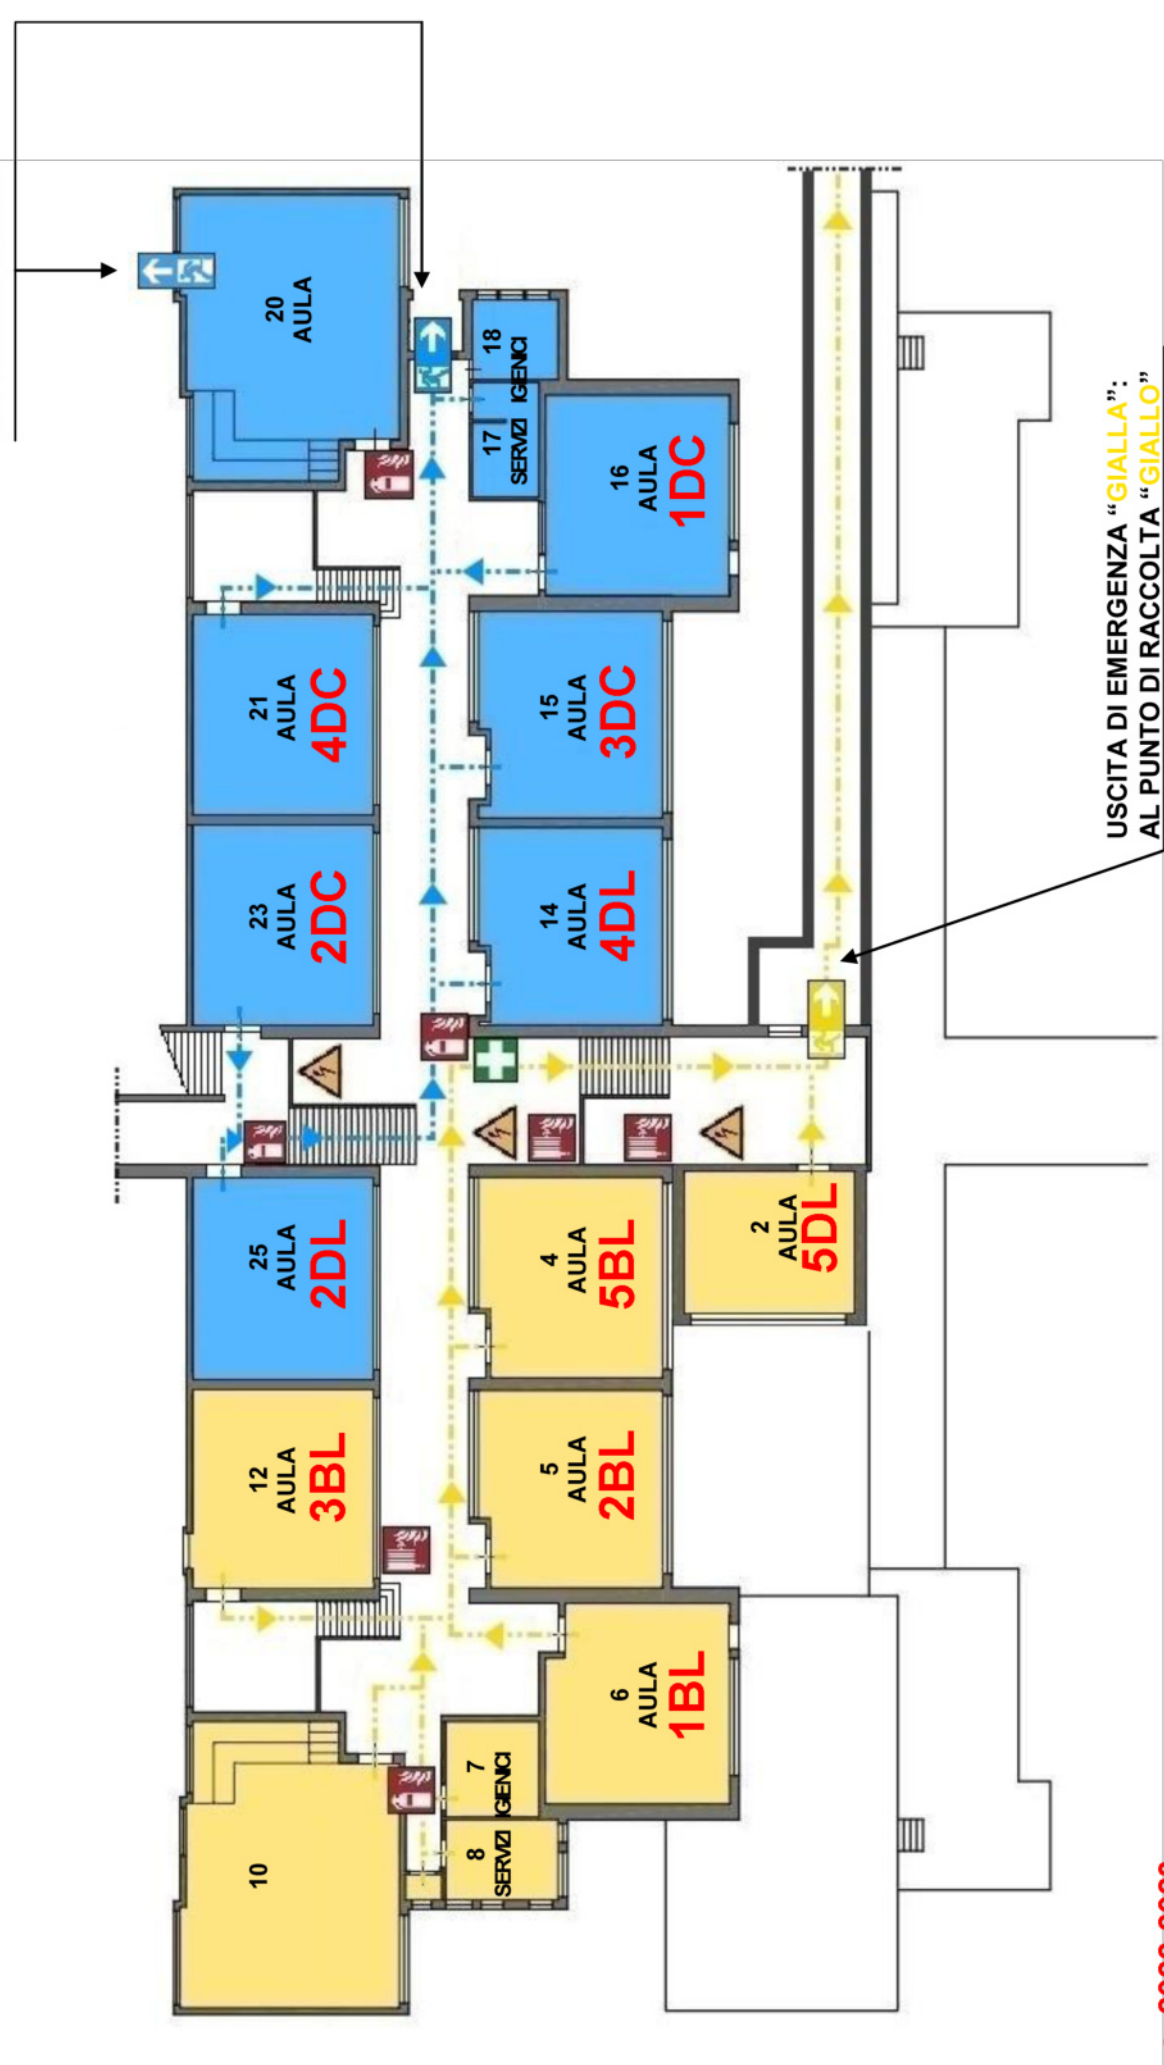 20
AULA
18
17
SERVIZI IGIENICI
16
AULA
1DC
21
AULA
4DC
15
AULA
3DC
23
AULA
2DC
14
AULA
4DL
25
AULA
2DL
4
AULA
5BL
2
AULA
5DL
12
AULA
3BL
5
AULA
2BL
6
AULA
1BL
10
7
8
SERVIZI IGIENICI
USCITA DI EMERGENZA “GIALLA”:
AL PUNTO DI RACCOLTA “GIALLO”